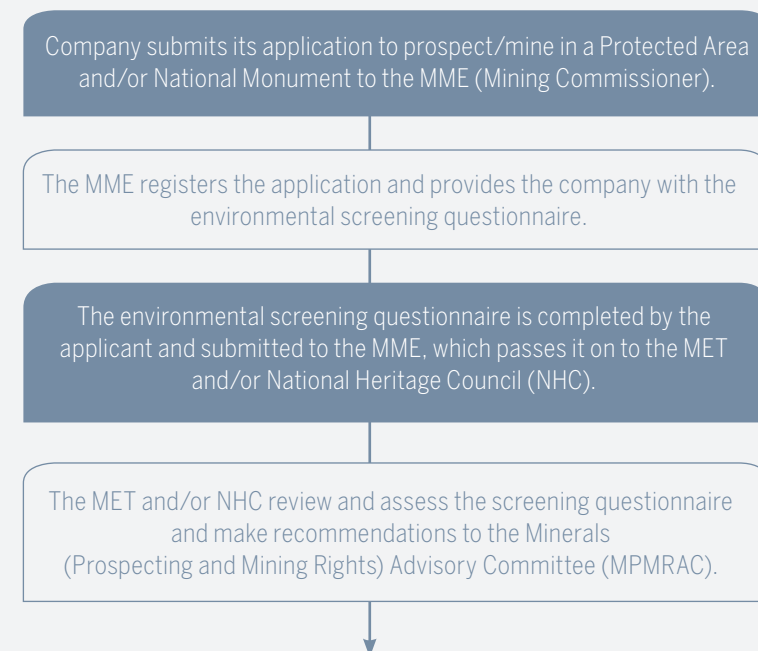 Company submits its application to prospect/mine in a Protected Area
and/or National Monument to the MME (Mining Commissioner).
The MME registers the application and provides the company with the
environmental screening questionnaire.
The environmental screening questionnaire is completed by the
applicant and submitted to the MME, which passes it on to the MET
and/or National Heritage Council (NHC).
The MET and/or NHC review and assess the screening questionnaire
and make recommendations to the Minerals
(Prospecting and Mining Rights) Advisory Committee (MPMRAC).